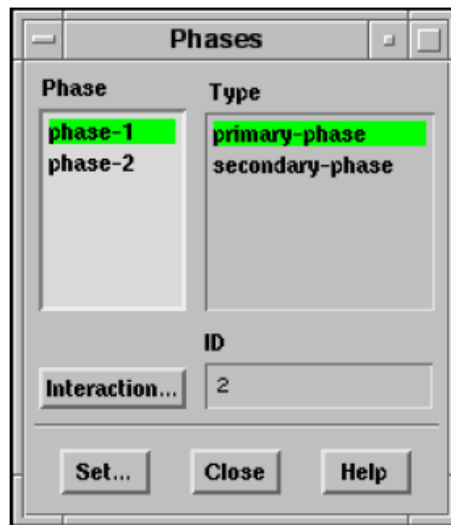 Phases
Phase
Type
phase-1
primary-phase
phase-2
secondary-phase
ID
Interaction...
2
Set...
Close
Help